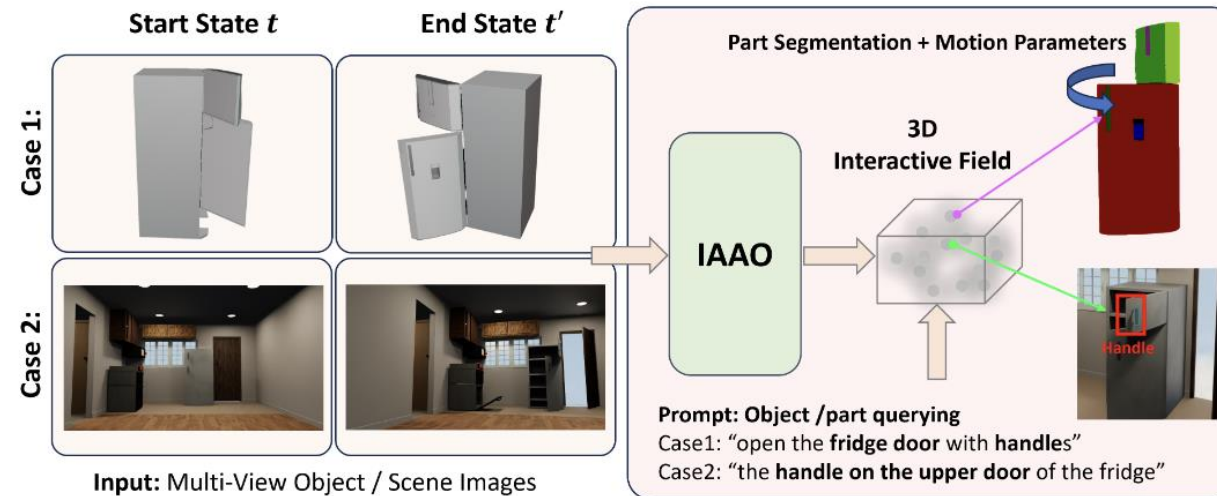 Start State t
End State t′
Case 1:
Case 2:
Input: Multi-View Object / Scene Images
Part Segmentation + Motion Parameters
3D
Interactive Field
IAAO
Handle
Prompt: Object /part querying
Case1: “open the fridge door with handles”
Case2: “the handle on the upper door of the fridge”